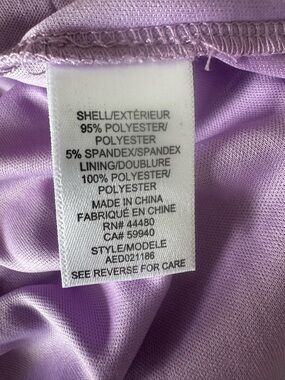 SHELL/EXTÉRIEUR
95% POLYESTER/
POLYESTER
5% SPANDEX/SPANDEX
LINING/DOUBLURE
100% POLYESTER/
POLYESTER
MADE IN CHINA
FABRIQUÉ EN CHINE
RN# 44480
CA# 59940
STYLE/MODELE
AED021186
SEE REVERSE FOR CARE